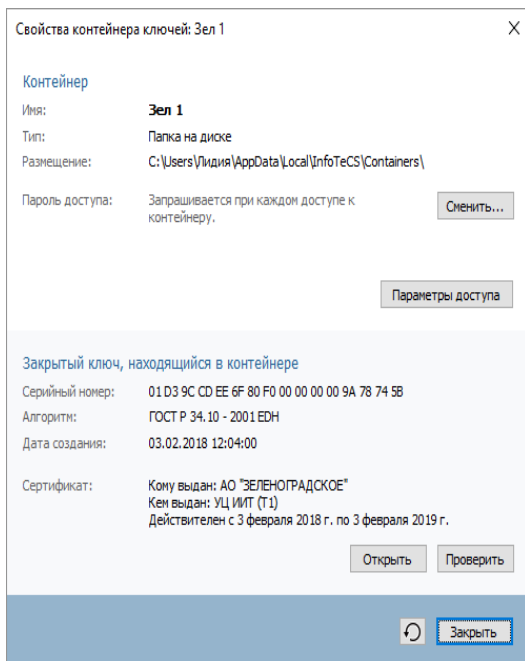 Свойства контейнера ключей: Зел 1
Контейнер
Имя: Зел 1
Тип: Папка на диске
Размещение: C:\Users\Лидия\AppData\Local\InfoTeCS\Containers\
Пароль доступа: Запрашивается при каждом доступе к контейнеру. Сменить...
Параметры доступа
Закрытый ключ, находящийся в контейнере
Серийный номер: 01 D3 9C CD EE 6F 80 F0 00 00 00 00 9A 78 74 5B
Алгоритм: ГОСТ Р 34.10 - 2001 EDH
Дата создания: 03.02.2018 12:04:00
Сертификат: Кому выдан: АО "ЗЕЛЕНОГРАДСКОЕ"
Кем выдан: УЦ ИИТ (Т1)
Действителен с 3 февраля 2018 г. по 3 февраля 2019 г.
Открыть Проверить
Закрыть